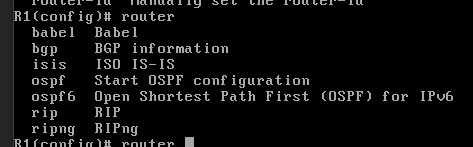 router-id  Manually set the router-id
R1(config)# router
babel  Babel
bgp  BGP information
isis  ISO IS-IS
ospf  Start OSPF configuration
ospf6  Open Shortest Path First (OSPF) for IPv6
rip  RIP
ripng  RIPng
R1(config)# router